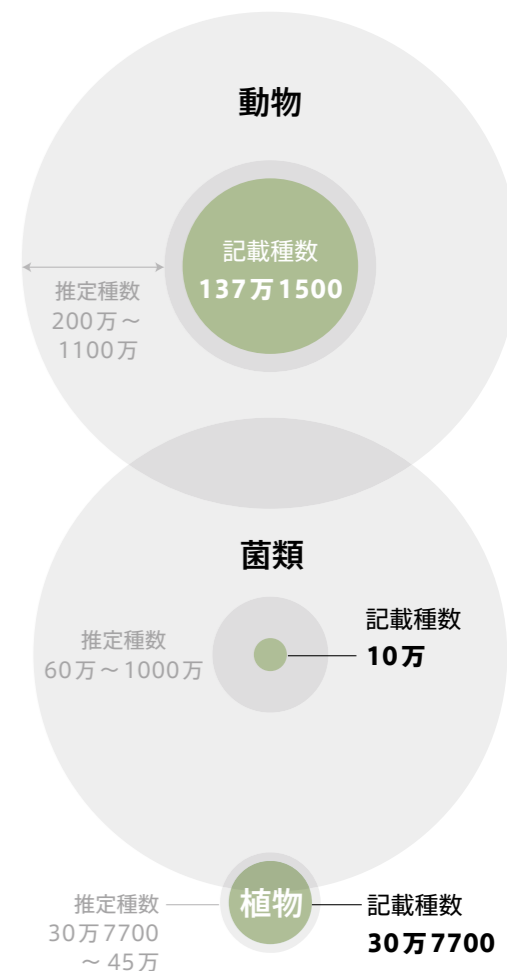 動物
記載種数
137万1500
推定種数
200万～
1100万
菌類
記載種数
10万
推定種数
60万～1000万
植物
記載種数
30万7700
推定種数
30万7700
～45万